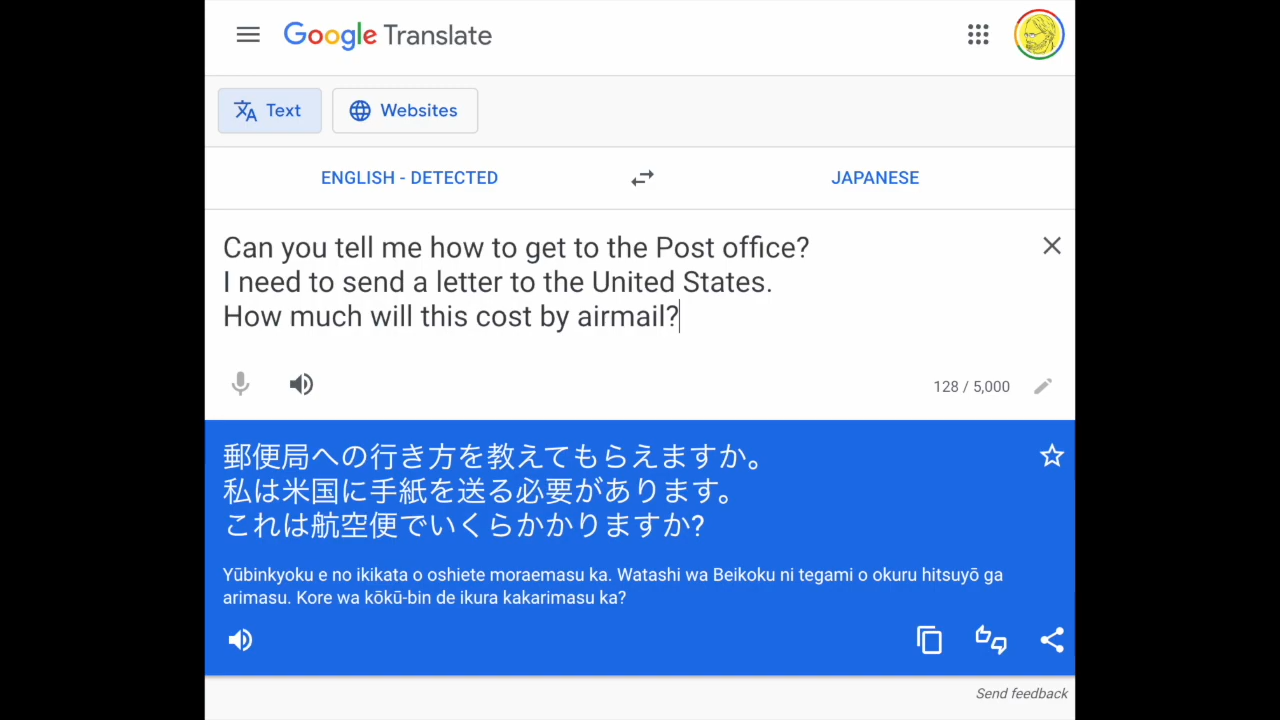 Google Translate
Text
Websites
ENGLISH - DETECTED
JAPANESE
Can you tell me how to get to the Post office?
I need to send a letter to the United States.
How much will this cost by airmail?
128 / 5,000
郵便局への行き方を教えてもらえますか。
私は米国に手紙を送る必要があります。
これは航空便でいくらかかりますか?
Yūbinkyoku e no ikikata o oshiete moraemasu ka. Watashi wa Beikoku ni tegami o okuru hitsuyō ga
arimasu. Kore wa kōkū-bin de ikura kakarimasu ka?
Send feedback